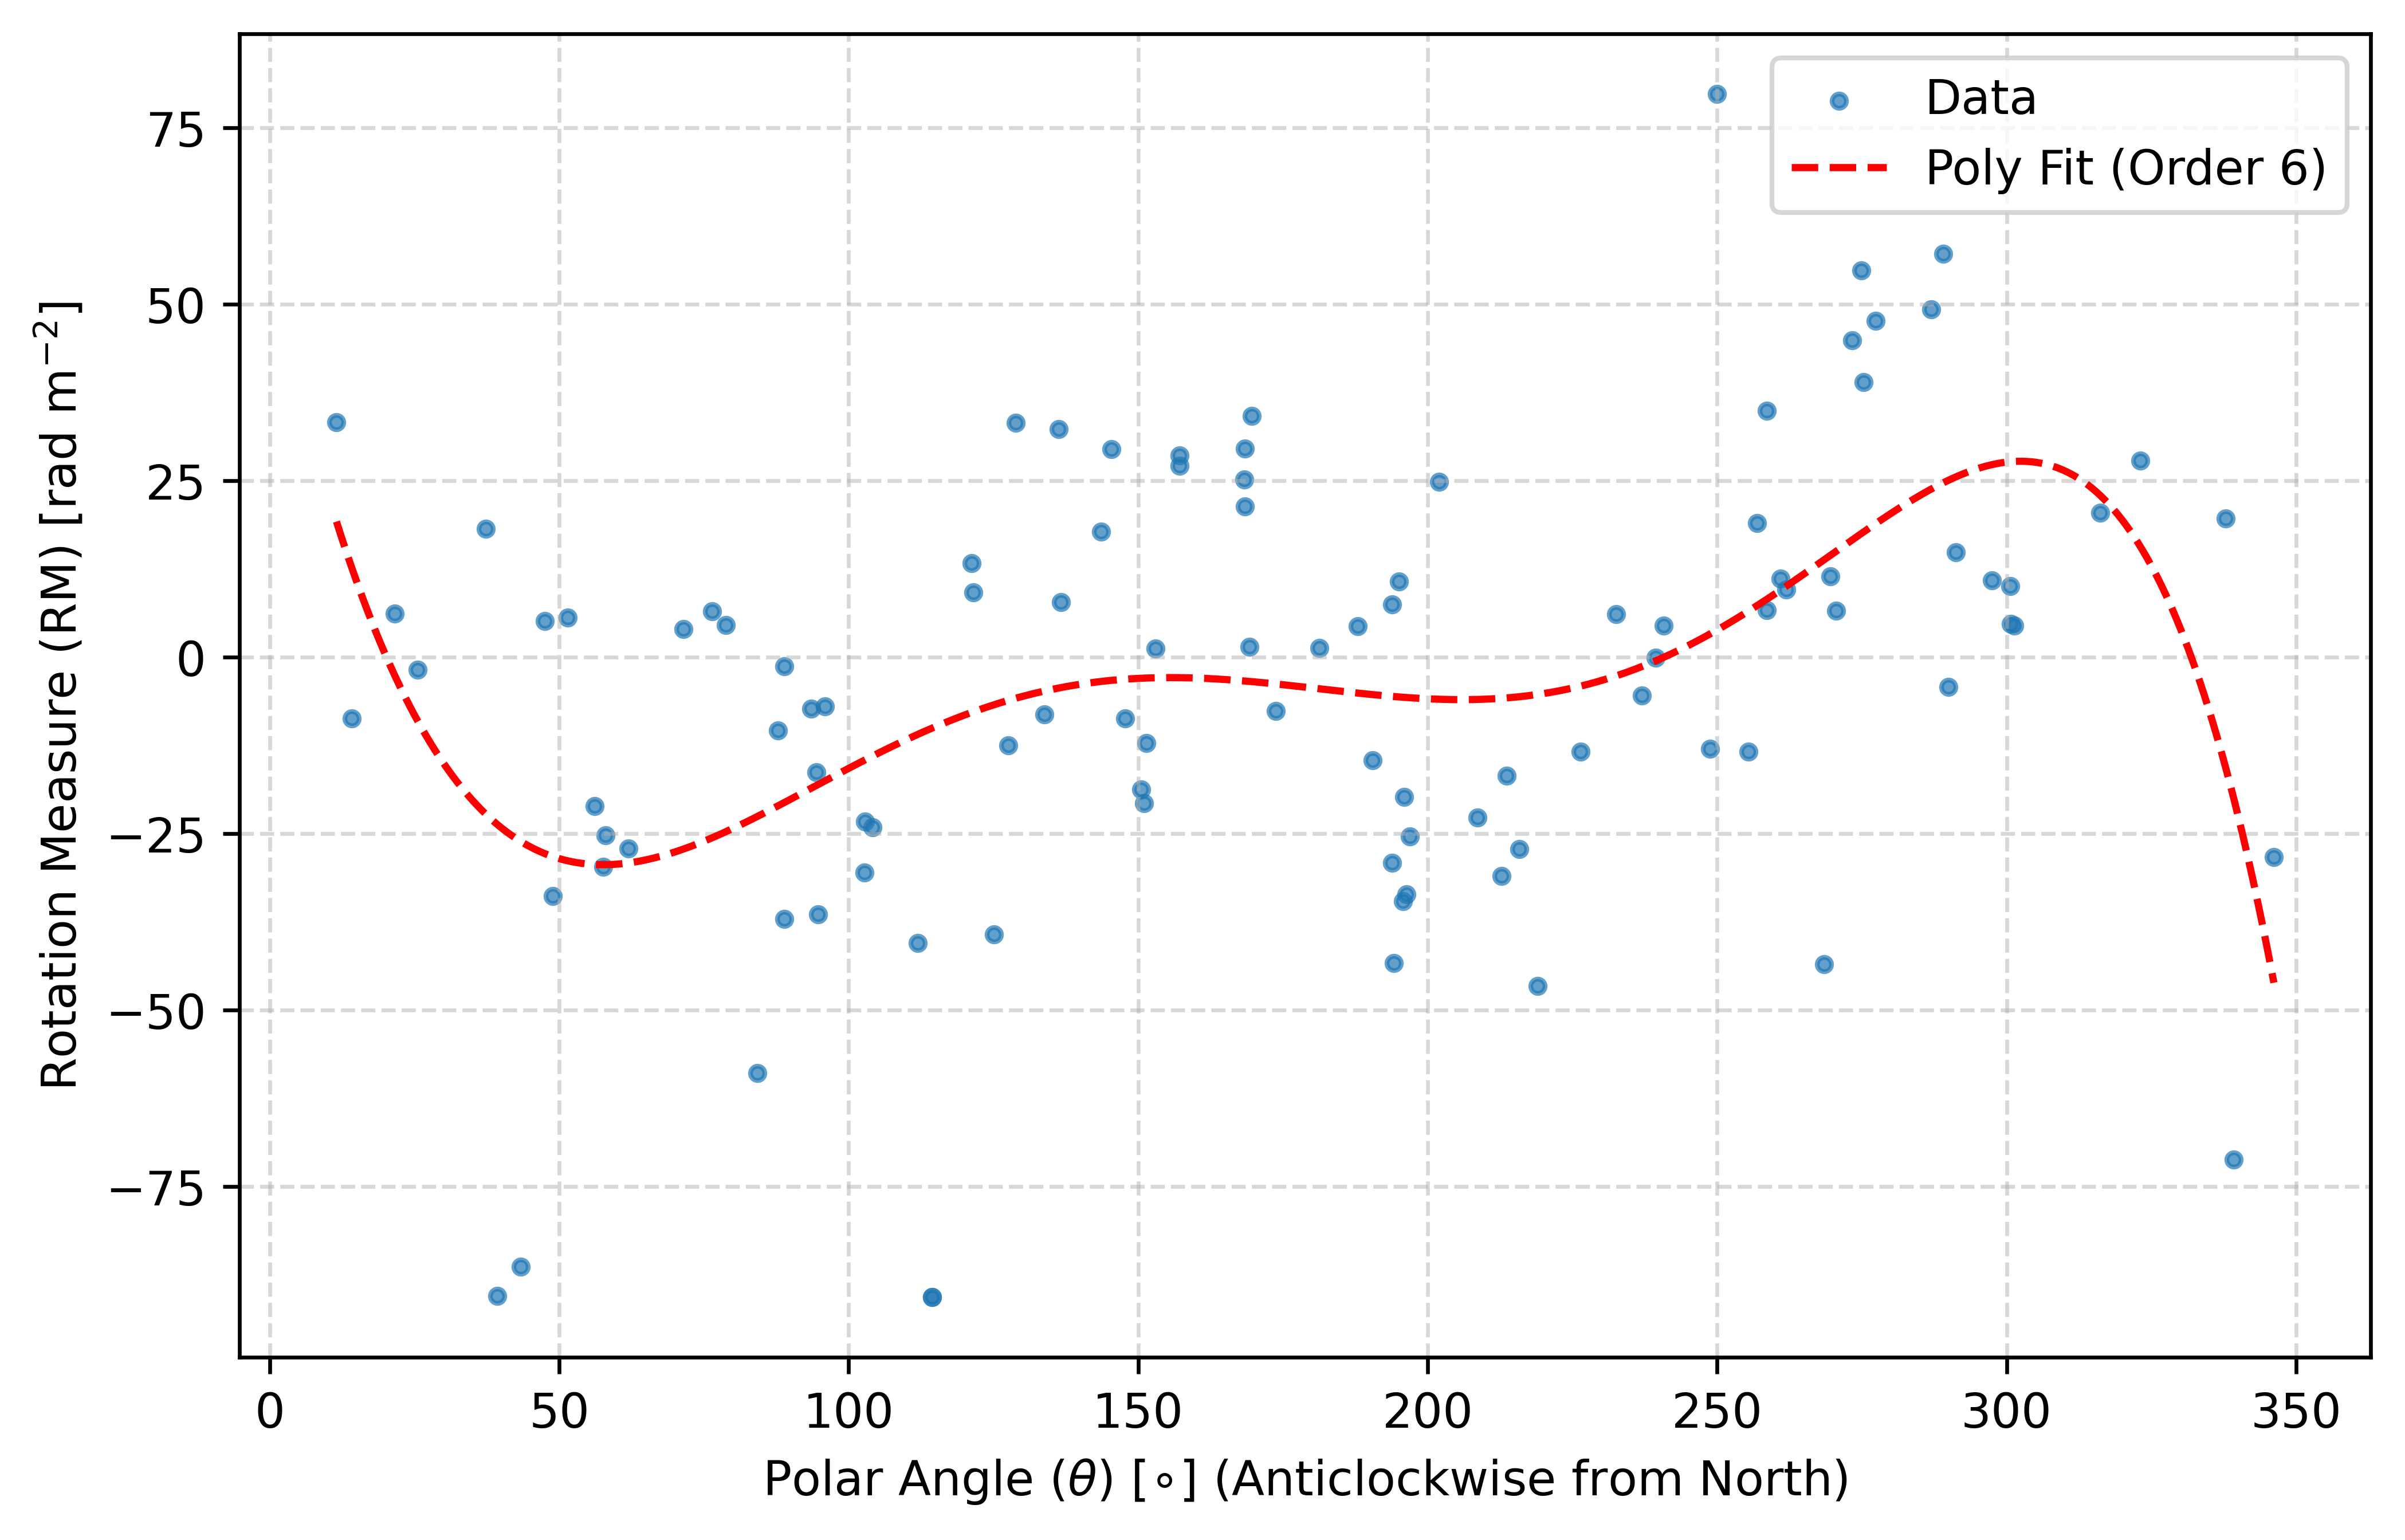 Data
Poly Fit (Order 6)
75
50
25
0
−25
−50
−75
Rotation Measure (RM) [rad m⁻²]
0 50 100 150 200 250 300 350
Polar Angle (θ) [∘] (Anticlockwise from North)